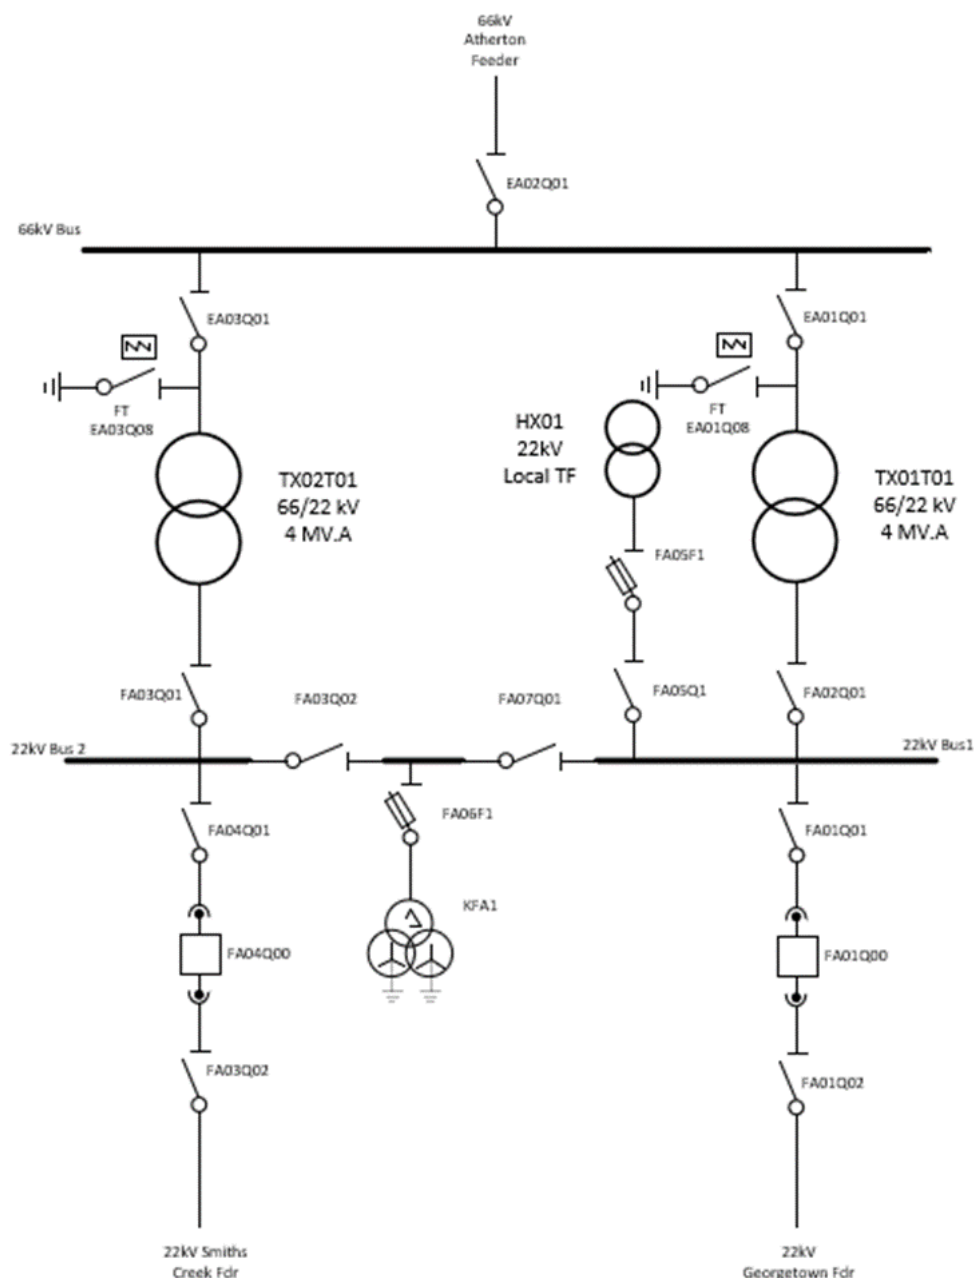 66kV
Atherton
Feeder
EA02Q01
66kV Bus
EA03Q01
EA01Q01
FT
EA03Q08
FT
EA01Q08
HX01
22kV
Local TF
TX02T01
66/22 kV
4 MV.A
TX01T01
66/22 kV
4 MV.A
FA05F1
FA03Q01
FA03Q02
FA07Q01
FA05Q1
FA02Q01
22kV Bus 2
22kV Bus1
FA04Q01
FA06F1
FA01Q01
KFA1
FA04Q00
FA01Q00
FA03Q02
FA01Q02
22kV Smiths
Creek Fdr
22kV
Georgetown Fdr